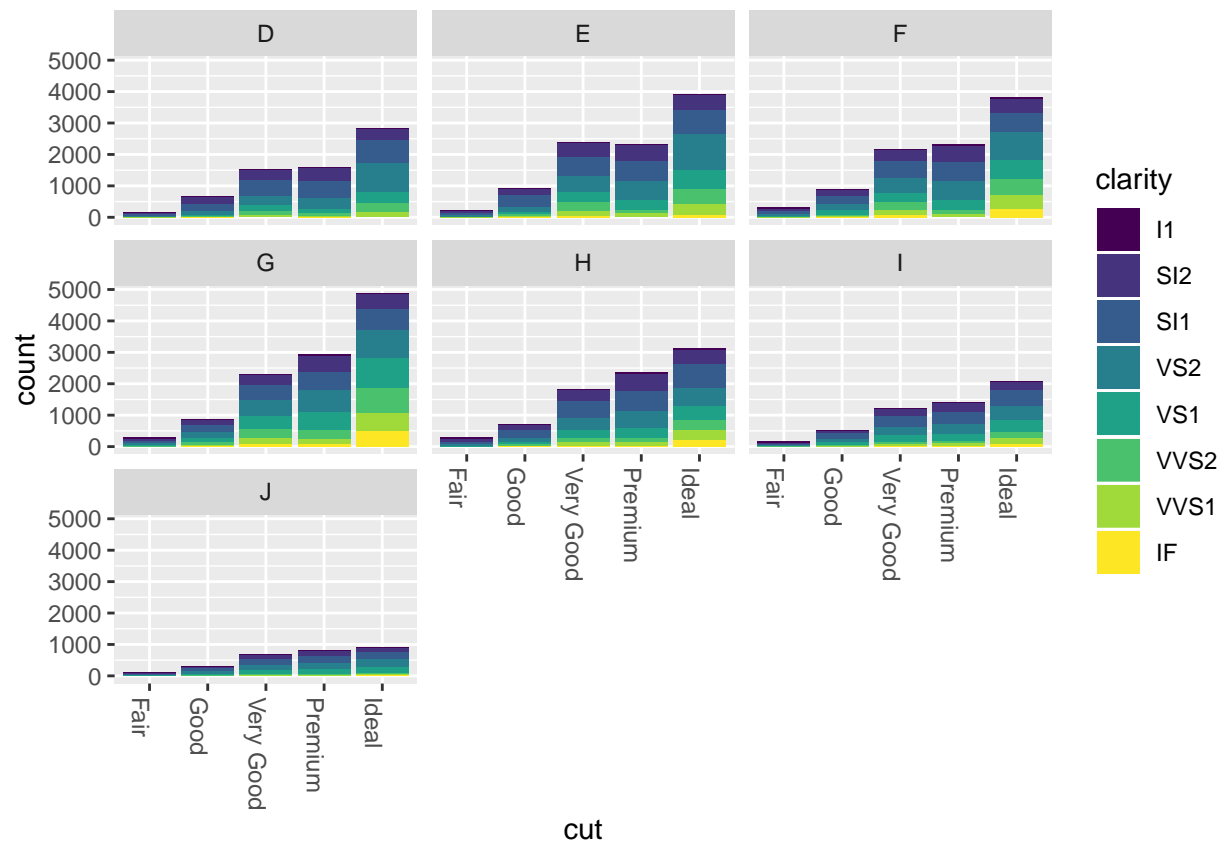 D
E
F
5000
4000
3000
2000
1000
0
G
H
I
5000
4000
3000
2000
1000
0
Fair
Good
Very Good
Premium
Ideal
Fair
Good
Very Good
Premium
Ideal
J
5000
4000
3000
2000
1000
0
Fair
Good
Very Good
Premium
Ideal
count
cut
clarity
I1
SI2
SI1
VS2
VS1
VVS2
VVS1
IF